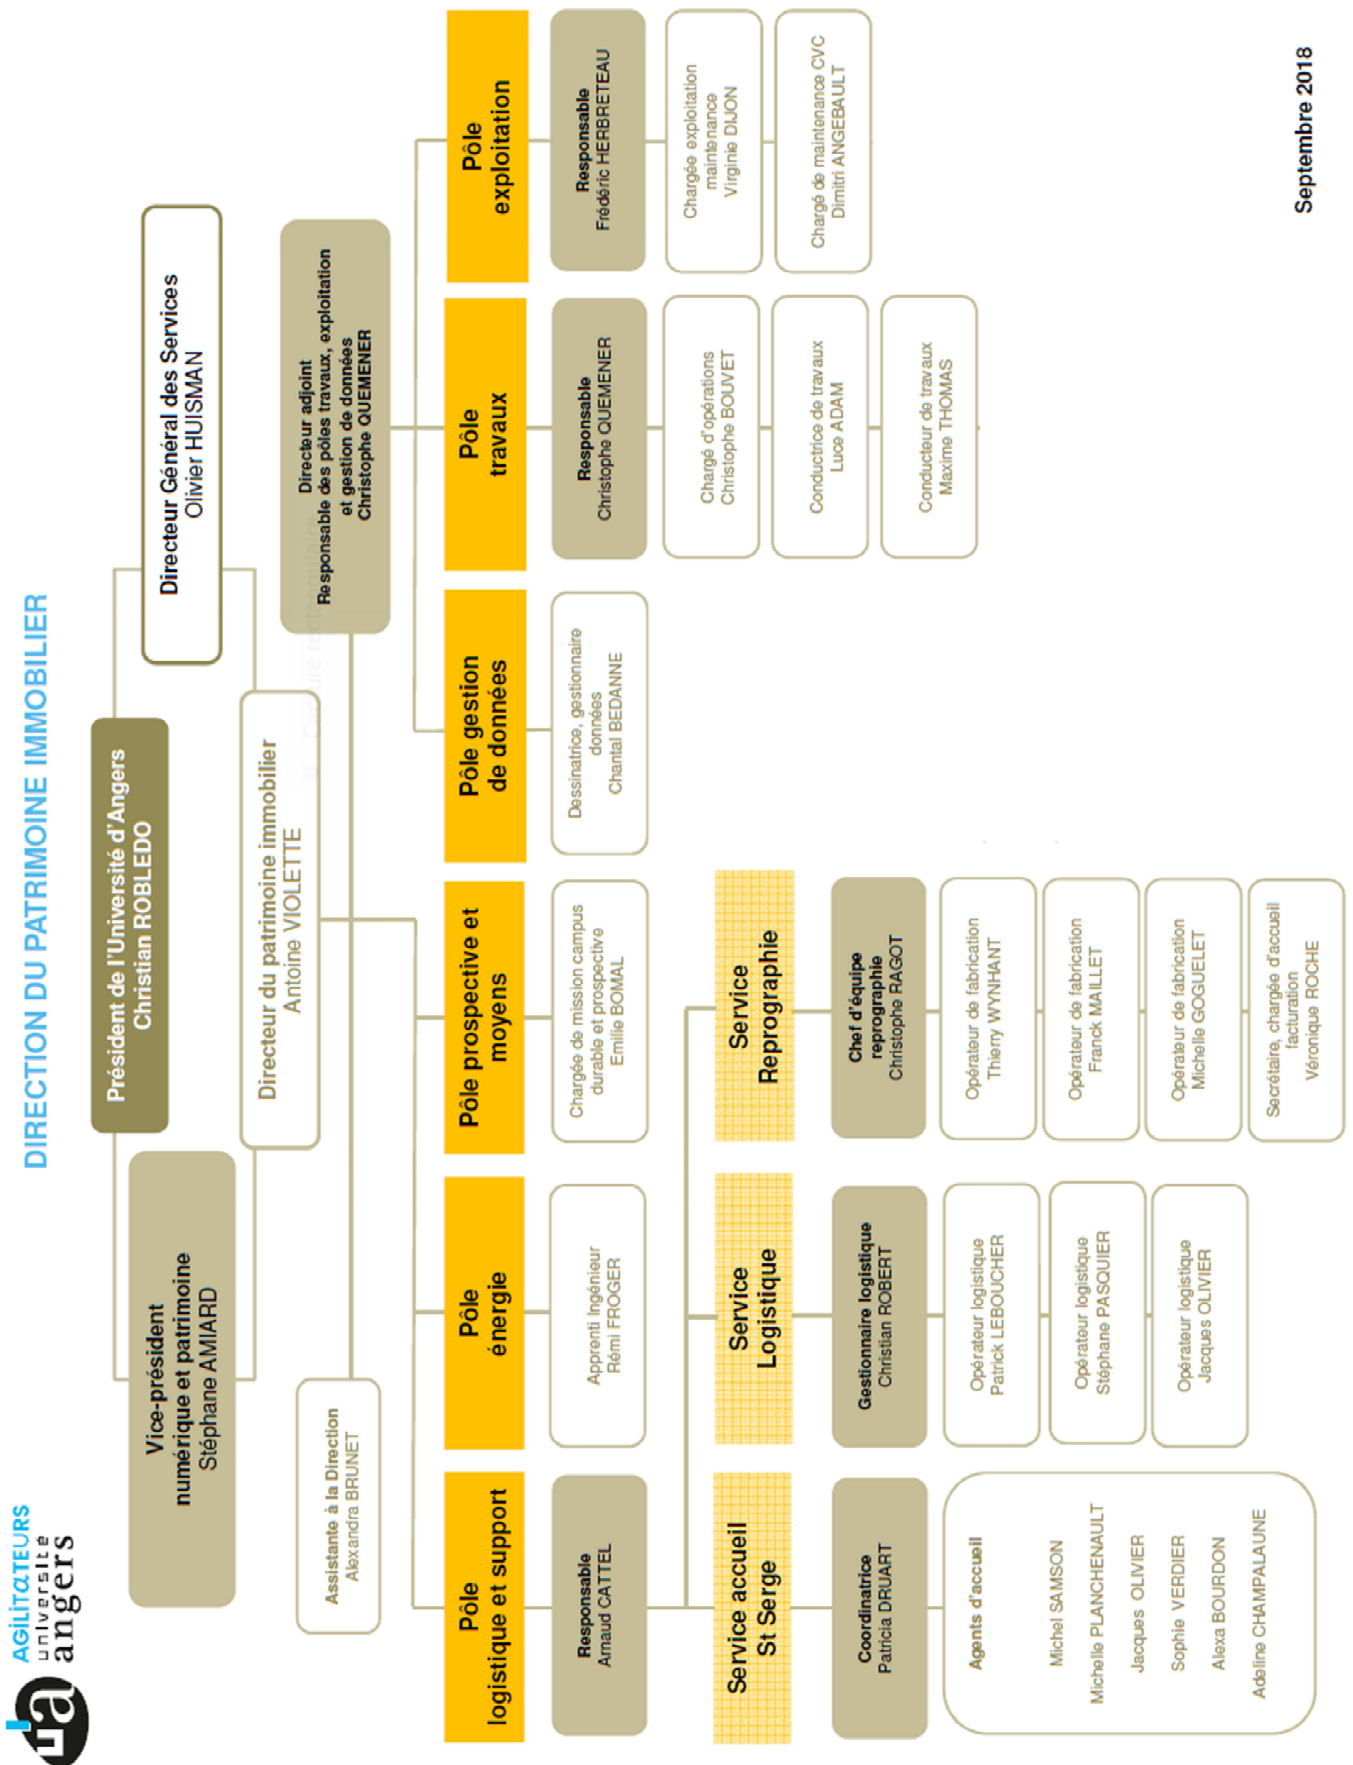 AGiLiTαTEURS
université
angers
ua
DIRECTION DU PATRIMOINE IMMOBILIER
Président de l'Université d'Angers
Christian ROBLEDO
Vice-président
numérique et patrimoine
Stéphane AMIARD
Directeur Général des Services
Olivier HUISMAN
Directeur du patrimoine immobilier
Antoine VIOLETTE
Assistante à la Direction
Alexandra BRUNET
Directeur adjoint
Responsable des pôles travaux, exploitation
et gestion de données
Christophe QUEMENER
Pôle
logistique et support
Pôle
énergie
Pôle prospective et
moyens
Pôle gestion
de données
Pôle
travaux
Pôle
exploitation
Responsable
Arnaud CATTEL
Apprenti Ingénieur
Rémi FROGER
Chargée de mission campus
durable et prospective
Emilie BOMAL
Dessinatrice, gestionnaire
données
Chantal BEDANNE
Responsable
Christophe QUEMENER
Chargé d'opérations
Christophe BOUVET
Conductrice de travaux
Luce ADAM
Conducteur de travaux
Maxime THOMAS
Responsable
Frédéric HERBRETEAU
Chargée exploitation
maintenance
Virginie DIJON
Chargé de maintenance CVC
Dimitri ANGEBAULT
Service accueil
St Serge
Coordinatrice
Patricia DRUART
Agents d'accueil
Michel SAMSON
Michelle PLANCHENAULT
Jacques OLIVIER
Sophie VERDIER
Alexa BOURDON
Adeline CHAMPALAUNE
Service
Logistique
Gestionnaire logistique
Christian ROBERT
Opérateur logistique
Patrick LEBOUCHER
Opérateur logistique
Stéphane PASQUIER
Opérateur logistique
Jacques OLIVIER
Service
Reprographie
Chef d'équipe
reprographie
Christophe RAGOT
Opérateur de fabrication
Thierry WYNHANT
Opérateur de fabrication
Franck MAILLET
Opérateur de fabrication
Michelle GOGUELET
Secrétaire, chargée d'accueil
facturation
Véronique ROCHE
Septembre 2018